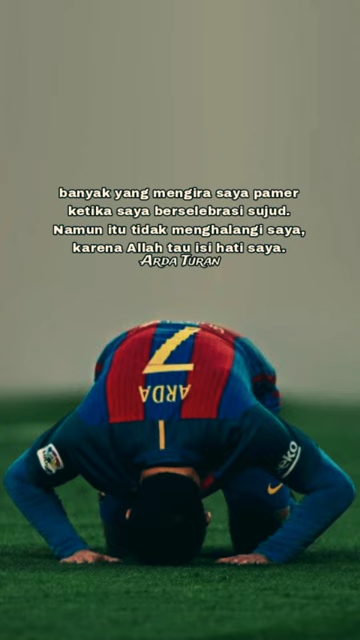 banyak yang mengira saya pamer
ketika saya berselebrasi sujud.
Namun itu tidak menghalangi saya,
karena Allah tau isi hati saya.
Arda Turan
7
ARDA
eko